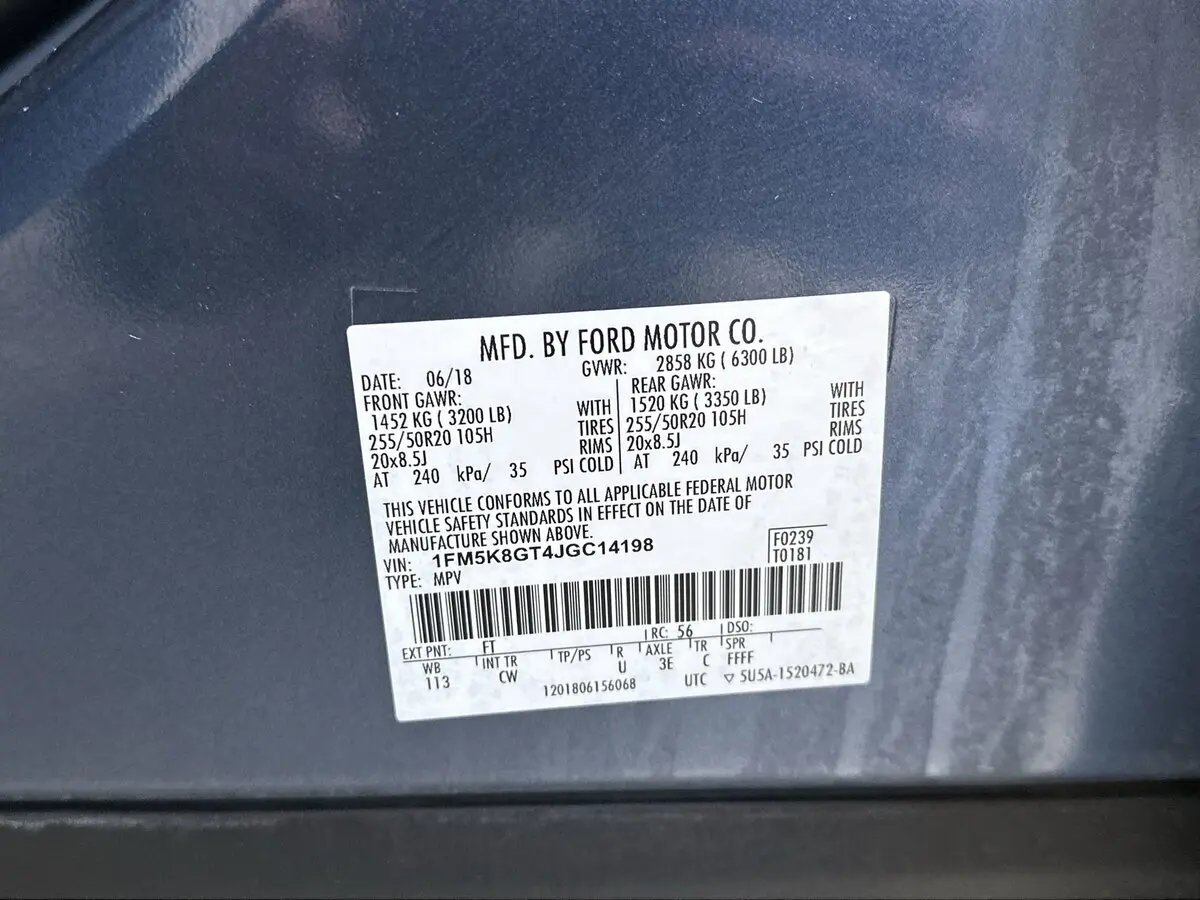 MFD. BY FORD MOTOR CO.
DATE: 06/18 GVWR: 2858 KG ( 6300 LB)
FRONT GAWR: REAR GAWR:
1452 KG ( 3200 LB) WITH 1520 KG ( 3350 LB) WITH
255/50R20 105H TIRES 255/50R20 105H TIRES
20x8.5J RIMS 20x8.5J RIMS
AT 240 kPa/ 35 PSI COLD AT 240 kPa/ 35 PSI COLD
THIS VEHICLE CONFORMS TO ALL APPLICABLE FEDERAL MOTOR
VEHICLE SAFETY STANDARDS IN EFFECT ON THE DATE OF
MANUFACTURE SHOWN ABOVE.
VIN: 1FM5K8GT4JGC14198 F0239
TYPE: MPV T0181
EXT PNT: FT RC: 56 DSO:
WB INT TR TP/PS R AXLE TR SPR
113 CW U 3E C FFFF
1201806156068 UTC ▽ 5U5A-1520472-BA